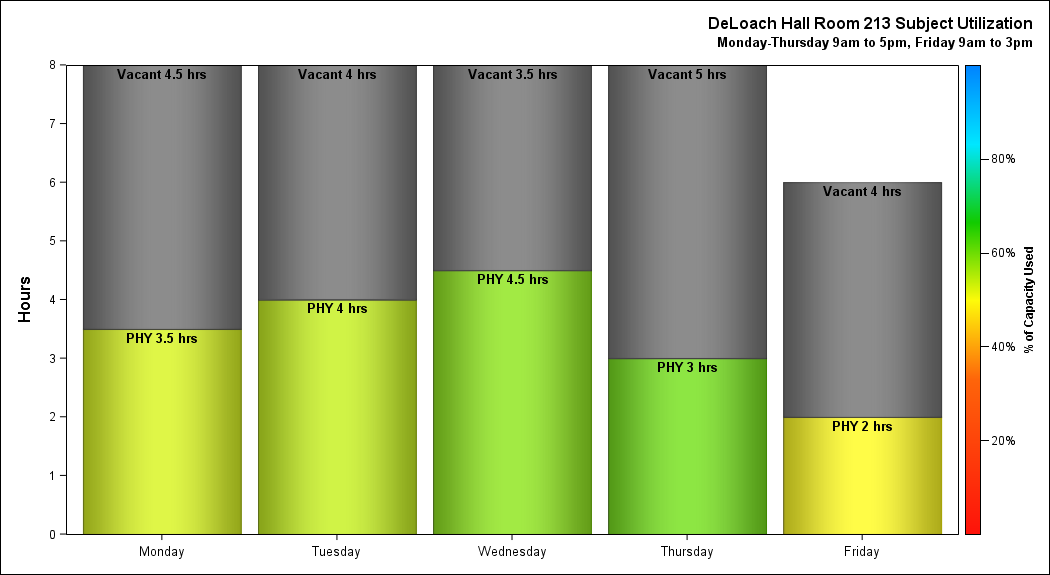 DeLoach Hall Room 213 Subject Utilization
Monday-Thursday 9am to 5pm, Friday 9am to 3pm
8
7
6
5
4
3
2
1
0
Hours
Vacant 4.5 hrs
Vacant 4 hrs
Vacant 3.5 hrs
Vacant 5 hrs
Vacant 4 hrs
PHY 3.5 hrs
PHY 4 hrs
PHY 4.5 hrs
PHY 3 hrs
PHY 2 hrs
Monday
Tuesday
Wednesday
Thursday
Friday
80%
60%
40%
20%
% of Capacity Used